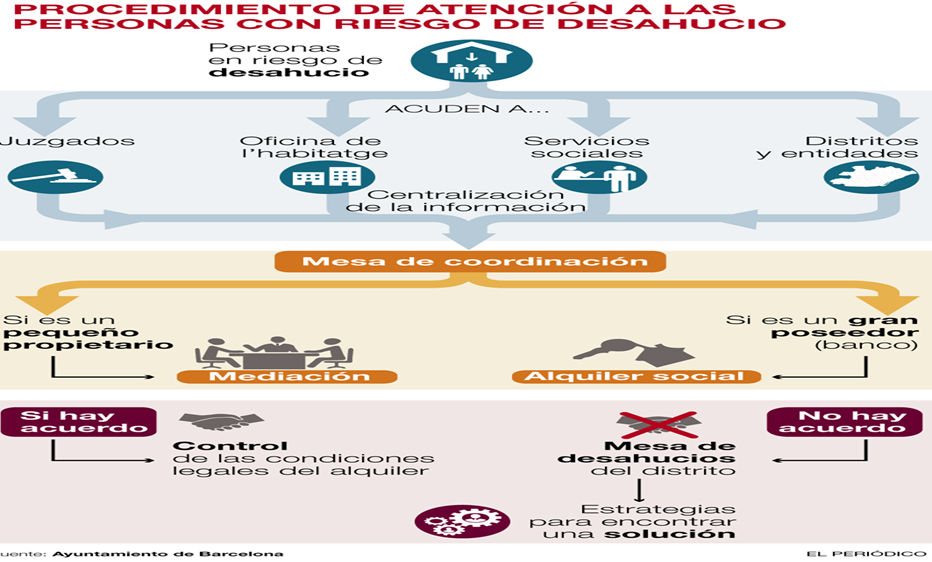 PROCEDIMIENTO DE ATENCIÓN A LAS
PERSONAS CON RIESGO DE DESAHUCIO
Personas
en riesgo de
desahucio
ACUDEN A...
Juzgados
Oficina de
l'habitatge
Servicios
sociales
Distritos
y entidades
Centralización
de la información
Mesa de coordinación
Si es un
pequeño
propietario
Si es un gran
poseedor
(banco)
Mediación
Alquiler social
Si hay
acuerdo
Control
de las condiciones
legales del alquiler
Mesa de
desahucios
del distrito
No hay
acuerdo
Estrategias
para encontrar
una solución
uente: Ayuntamiento de Barcelona
EL PERIÓDICO